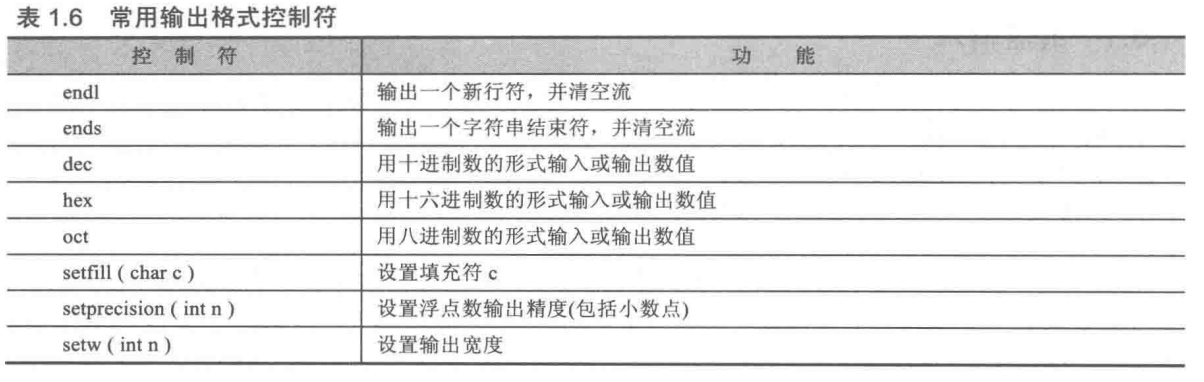 表 1.6 常用输出格式控制符
控 制 符 功 能
endl 输出一个新行符，并清空流
ends 输出一个字符串结束符，并清空流
dec 用十进制数的形式输入或输出数值
hex 用十六进制数的形式输入或输出数值
oct 用八进制数的形式输入或输出数值
setfill ( char c ) 设置填充符 c
setprecision ( int n ) 设置浮点数输出精度(包括小数点)
setw ( int n ) 设置输出宽度